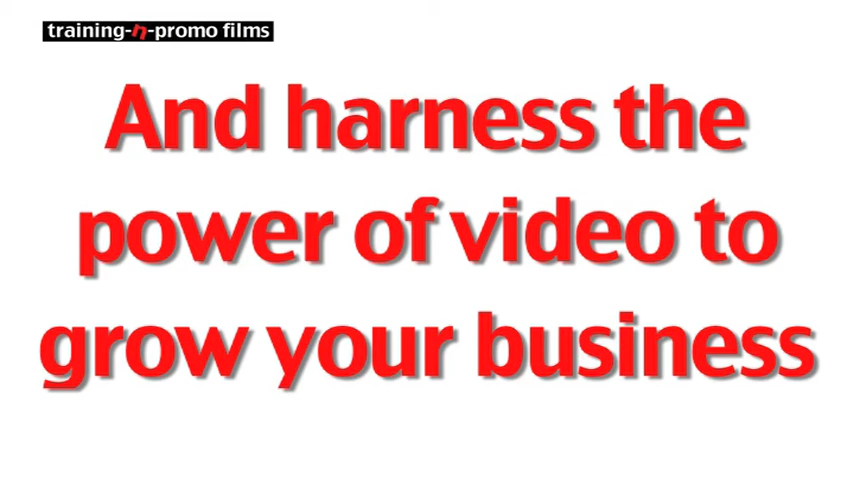 training-n-promo films
And harness the
power of video to
grow your business